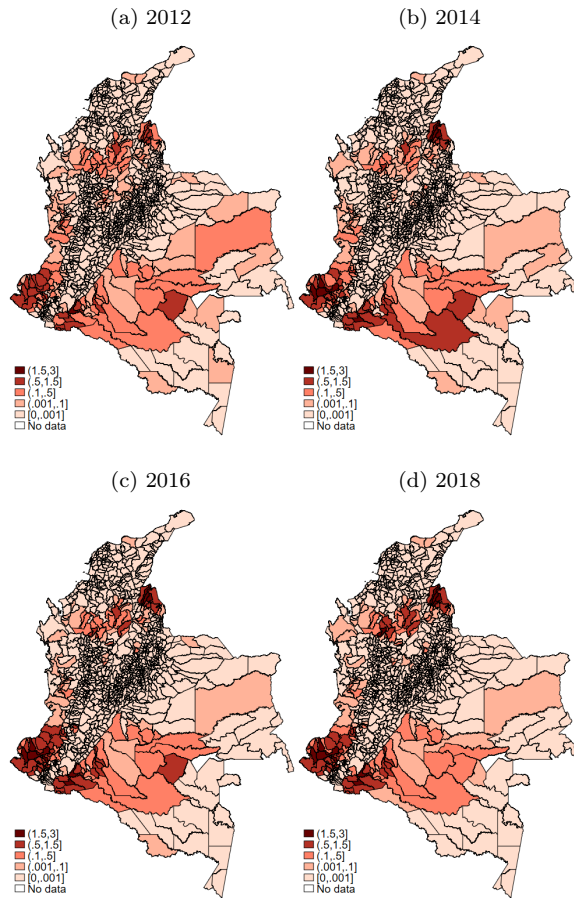 (a) 2012
(b) 2014
(1.5,3]
(.5,1.5]
(.1,.5]
(.001,.1]
[0,.001]
No data
(1.5,3]
(.5,1.5]
(.1,.5]
(.001,.1]
[0,.001]
No data
(c) 2016
(d) 2018
(1.5,3]
(.5,1.5]
(.1,.5]
(.001,.1]
[0,.001]
No data
(1.5,3]
(.5,1.5]
(.1,.5]
(.001,.1]
[0,.001]
No data